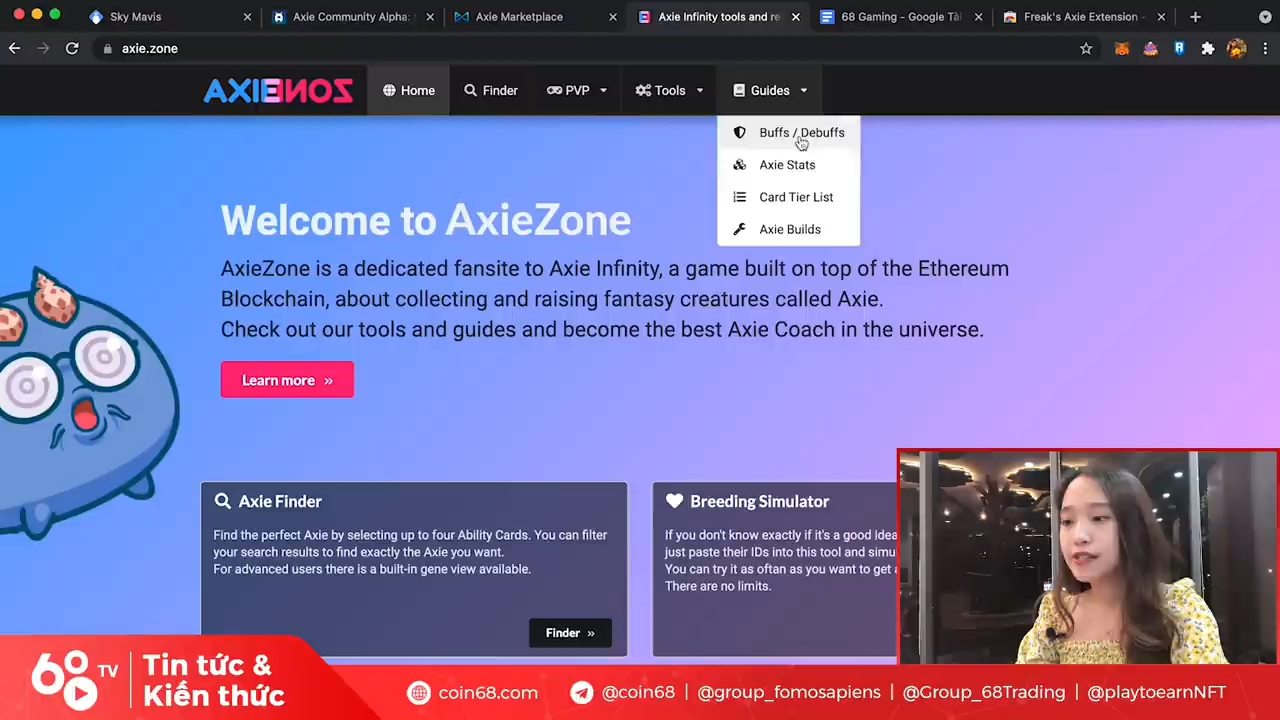 Sky Mavis
Axie Community Alpha:
Axie Marketplace
Axie Infinity tools and re
68 Gaming - Google Tài
Freak's Axie Extension -
axie.zone
AXIEZONE
Home
Finder
PVP
Tools
Guides
Buffs / Debuffs
Axie Stats
Card Tier List
Axie Builds
Welcome to AxieZone
AxieZone is a dedicated fansite to Axie Infinity, a game built on top of the Ethereum
Blockchain, about collecting and raising fantasy creatures called Axie.
Check out our tools and guides and become the best Axie Coach in the universe.
Learn more »
Axie Finder
Find the perfect Axie by selecting up to four Ability Cards. You can filter
your search results to find exactly the Axie you want.
For advanced users there is a built-in gene view available.
Finder »
Breeding Simulator
If you don't know exactly if it's a good idea
just paste their IDs into this tool and simu
You can try it as oftan as you want to get a
There are no limits.
68 TV
Tin tức &
Kiến thức
coin68.com
@coin68 | @group_fomosapiens | @Group_68Trading | @playtoearnNFT